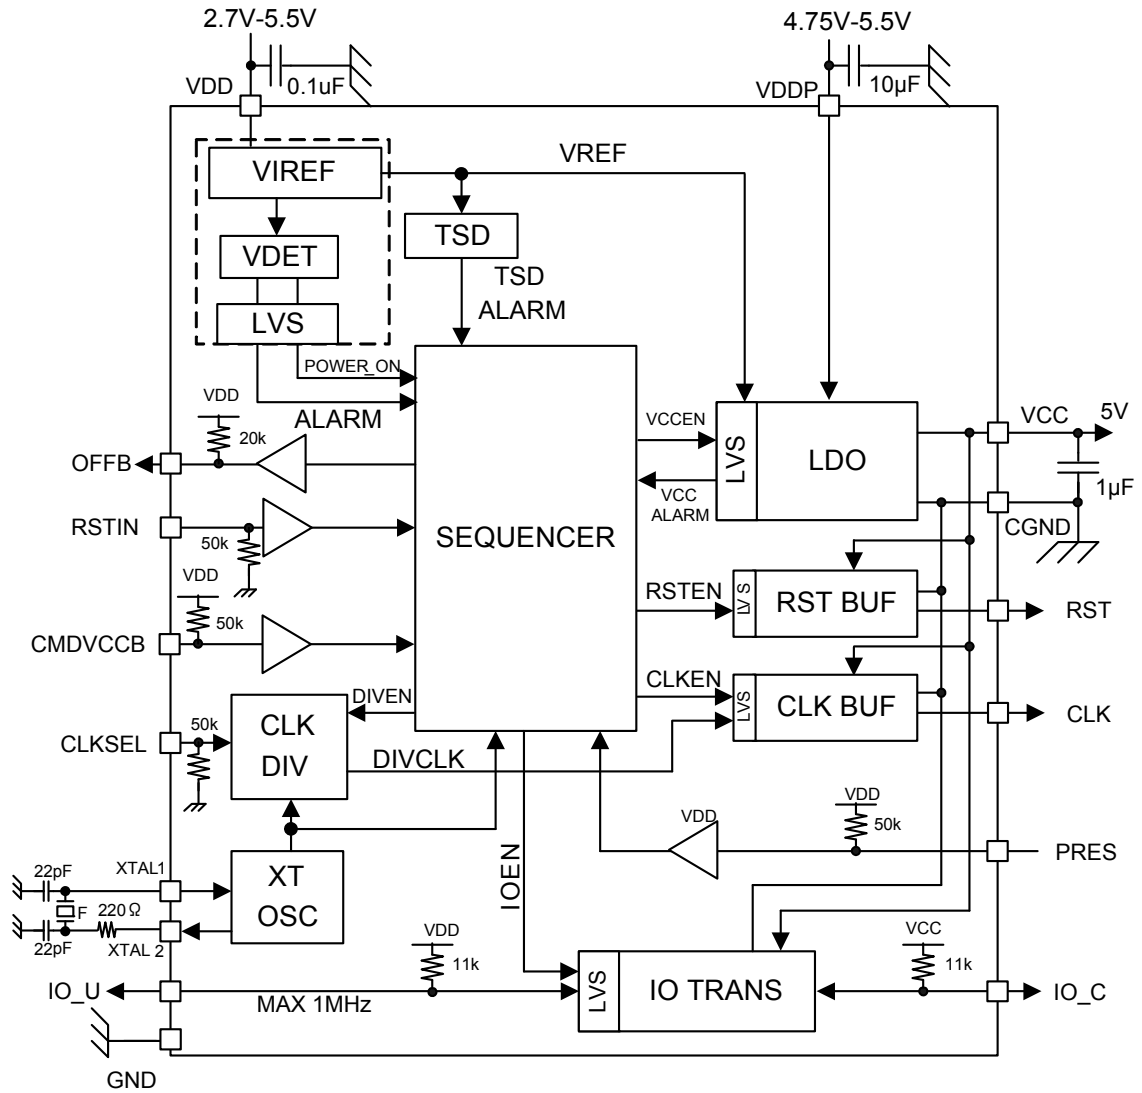 2.7V-5.5V
4.75V-5.5V
VDD
0.1uF
VDDP
10µF
VIREF
VREF
TSD
VDET
TSD
ALARM
LVS
POWER_ON
ALARM
VDD
20k
OFFB
RSTIN
50k
VDD
50k
CMDVCCB
SEQUENCER
VCCEN
VCC
ALARM
LVS
LDO
VCC
5V
1µF
CGND
RSTEN
LVS
RST BUF
RST
CLKEN
LVS
CLK BUF
CLK
DIVEN
CLK
DIV
50k
CLKSEL
DIVCLK
VDD
VDD
50k
PRES
IOEN
22pF
XTAL1
F
220Ω
22pF
XTAL 2
XT
OSC
VDD
11k
IO_U
MAX 1MHz
LVS
IO TRANS
VCC
11k
IO_C
GND